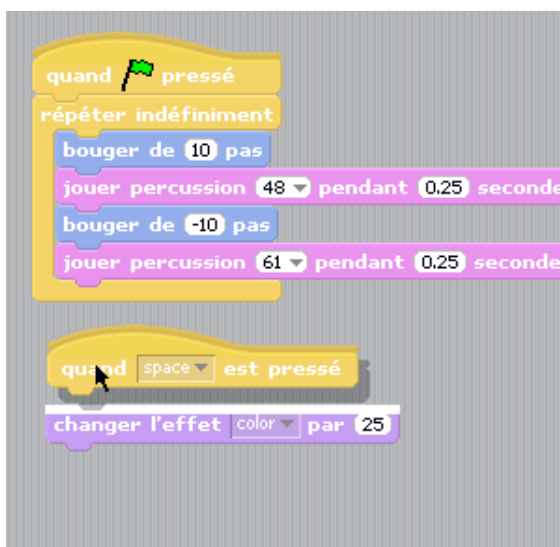 quand pressé
répéter indéfiniment
bouger de 10 pas
jouer percussion 48 pendant 0.25 seconde
bouger de -10 pas
jouer percussion 61 pendant 0.25 seconde
quand space est pressé
changer l'effet color par 25